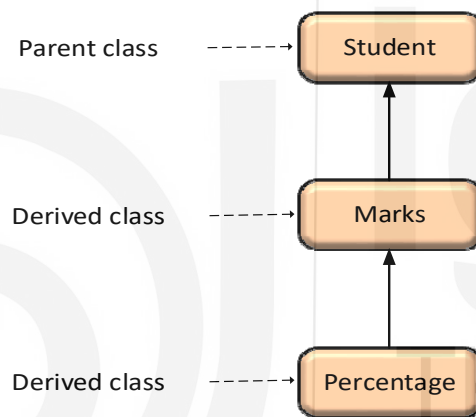 Parent class Student
Derived class Marks
Derived class Percentage